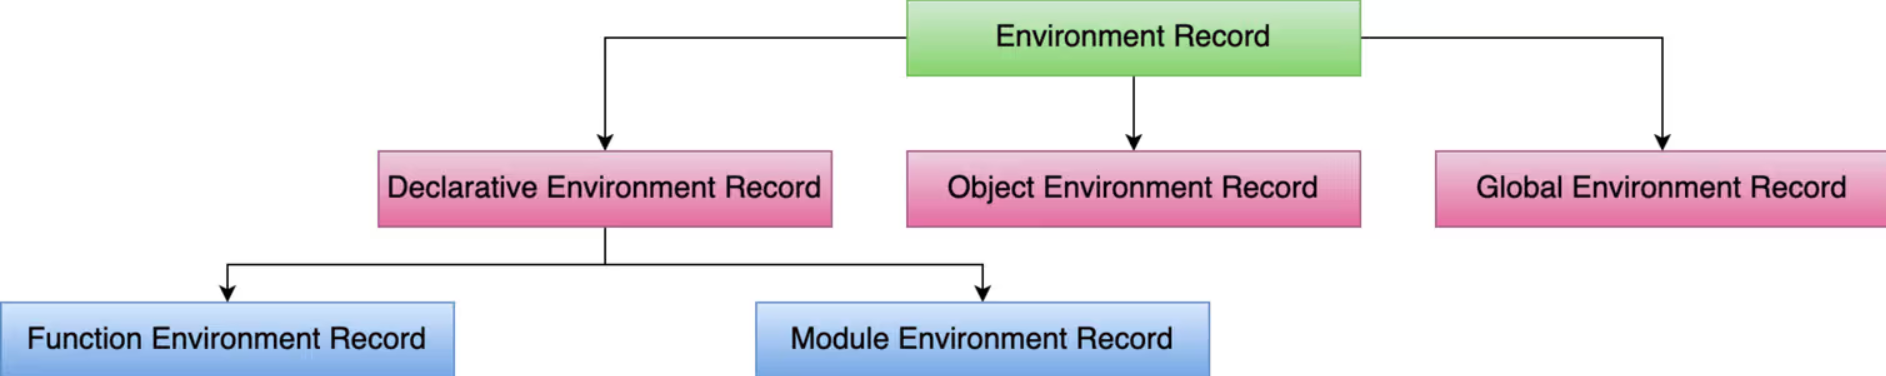 Environment Record
Declarative Environment Record
Object Environment Record
Global Environment Record
Function Environment Record
Module Environment Record